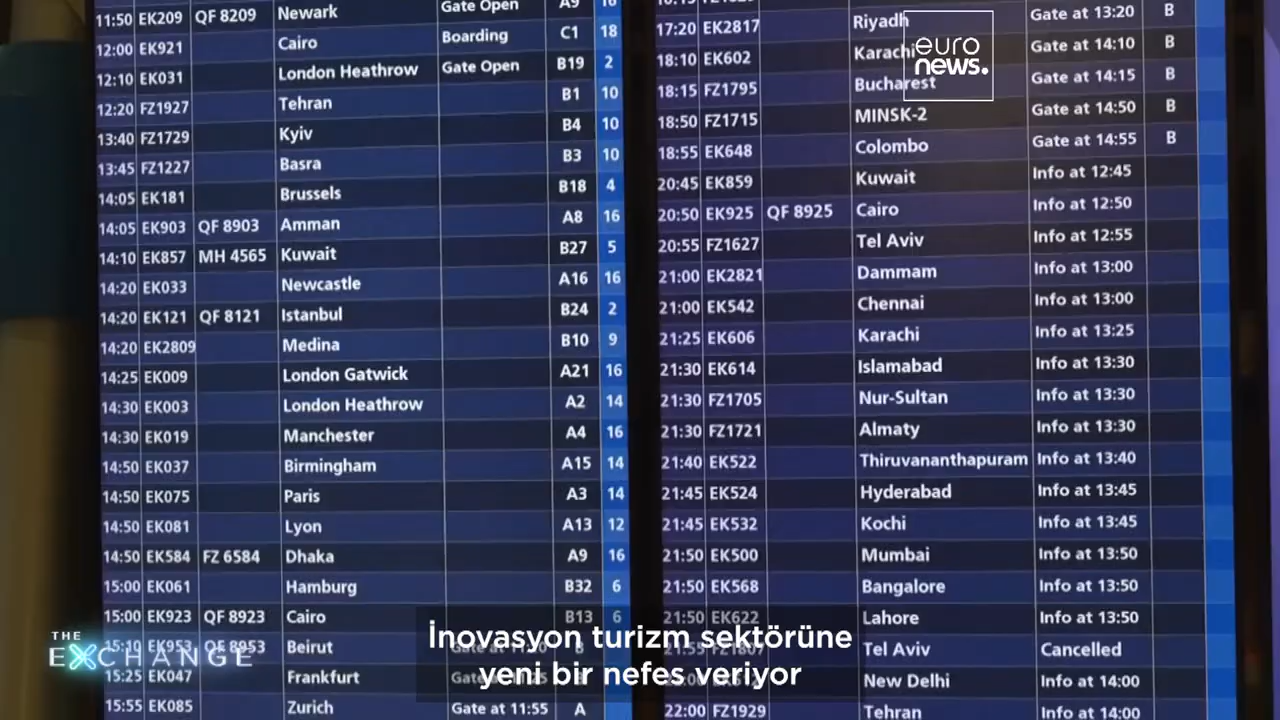 11:50 EK209 QF 8209 Newark Gate Open A9 16
12:00 EK921 Cairo Boarding C1 18
12:10 EK031 London Heathrow Gate Open B19 2
12:20 FZ1927 Tehran B1 10
13:40 FZ1729 Kyiv B4 10
13:45 FZ1227 Basra B3 10
14:05 EK181 Brussels B18 4
14:05 EK903 QF 8903 Amman A8 16
14:10 EK857 MH 4565 Kuwait B27 5
14:20 EK033 Newcastle A16 16
14:20 EK121 QF 8121 Istanbul B24 2
14:20 EK2809 Medina B10 9
14:25 EK009 London Gatwick A21 16
14:30 EK003 London Heathrow A2 14
14:30 EK019 Manchester A4 16
14:50 EK037 Birmingham A15 14
14:50 EK075 Paris A3 14
14:50 EK081 Lyon A13 12
14:50 EK584 FZ 6584 Dhaka A9 16
15:00 EK061 Hamburg B32 6
15:00 EK923 QF 8923 Cairo B13 6
15:10 EK953 QF 8953 Beirut
15:25 EK047 Frankfurt
15:55 EK085 Zurich Gate at 11:55 A
17:20 EK2817 Riyadh Gate at 13:20 B
18:10 EK602 Karachi Gate at 14:10 B
18:15 FZ1795 Bucharest Gate at 14:15 B
18:50 FZ1715 MINSK-2 Gate at 14:50 B
18:55 EK648 Colombo Gate at 14:55 B
20:45 EK859 Kuwait Info at 12:45
20:50 EK925 QF 8925 Cairo Info at 12:50
20:55 FZ1627 Tel Aviv Info at 12:55
21:00 EK2821 Dammam Info at 13:00
21:00 EK542 Chennai Info at 13:00
21:25 EK606 Karachi Info at 13:25
21:30 EK614 Islamabad Info at 13:30
21:30 FZ1705 Nur-Sultan Info at 13:30
21:30 FZ1721 Almaty Info at 13:30
21:40 EK522 Thiruvananthapuram Info at 13:40
21:45 EK524 Hyderabad Info at 13:45
21:45 EK532 Kochi Info at 13:45
21:50 EK500 Mumbai Info at 13:50
21:50 EK568 Bangalore Info at 13:50
21:50 EK622 Lahore Info at 13:50
21:55 Tel Aviv Cancelled
New Delhi Info at 14:00
22:00 FZ1929 Tehran Info at 14:00
euro
news.
THE
EXCHANGE
İnovasyon turizm sektörüne
yeni bir nefes veriyor